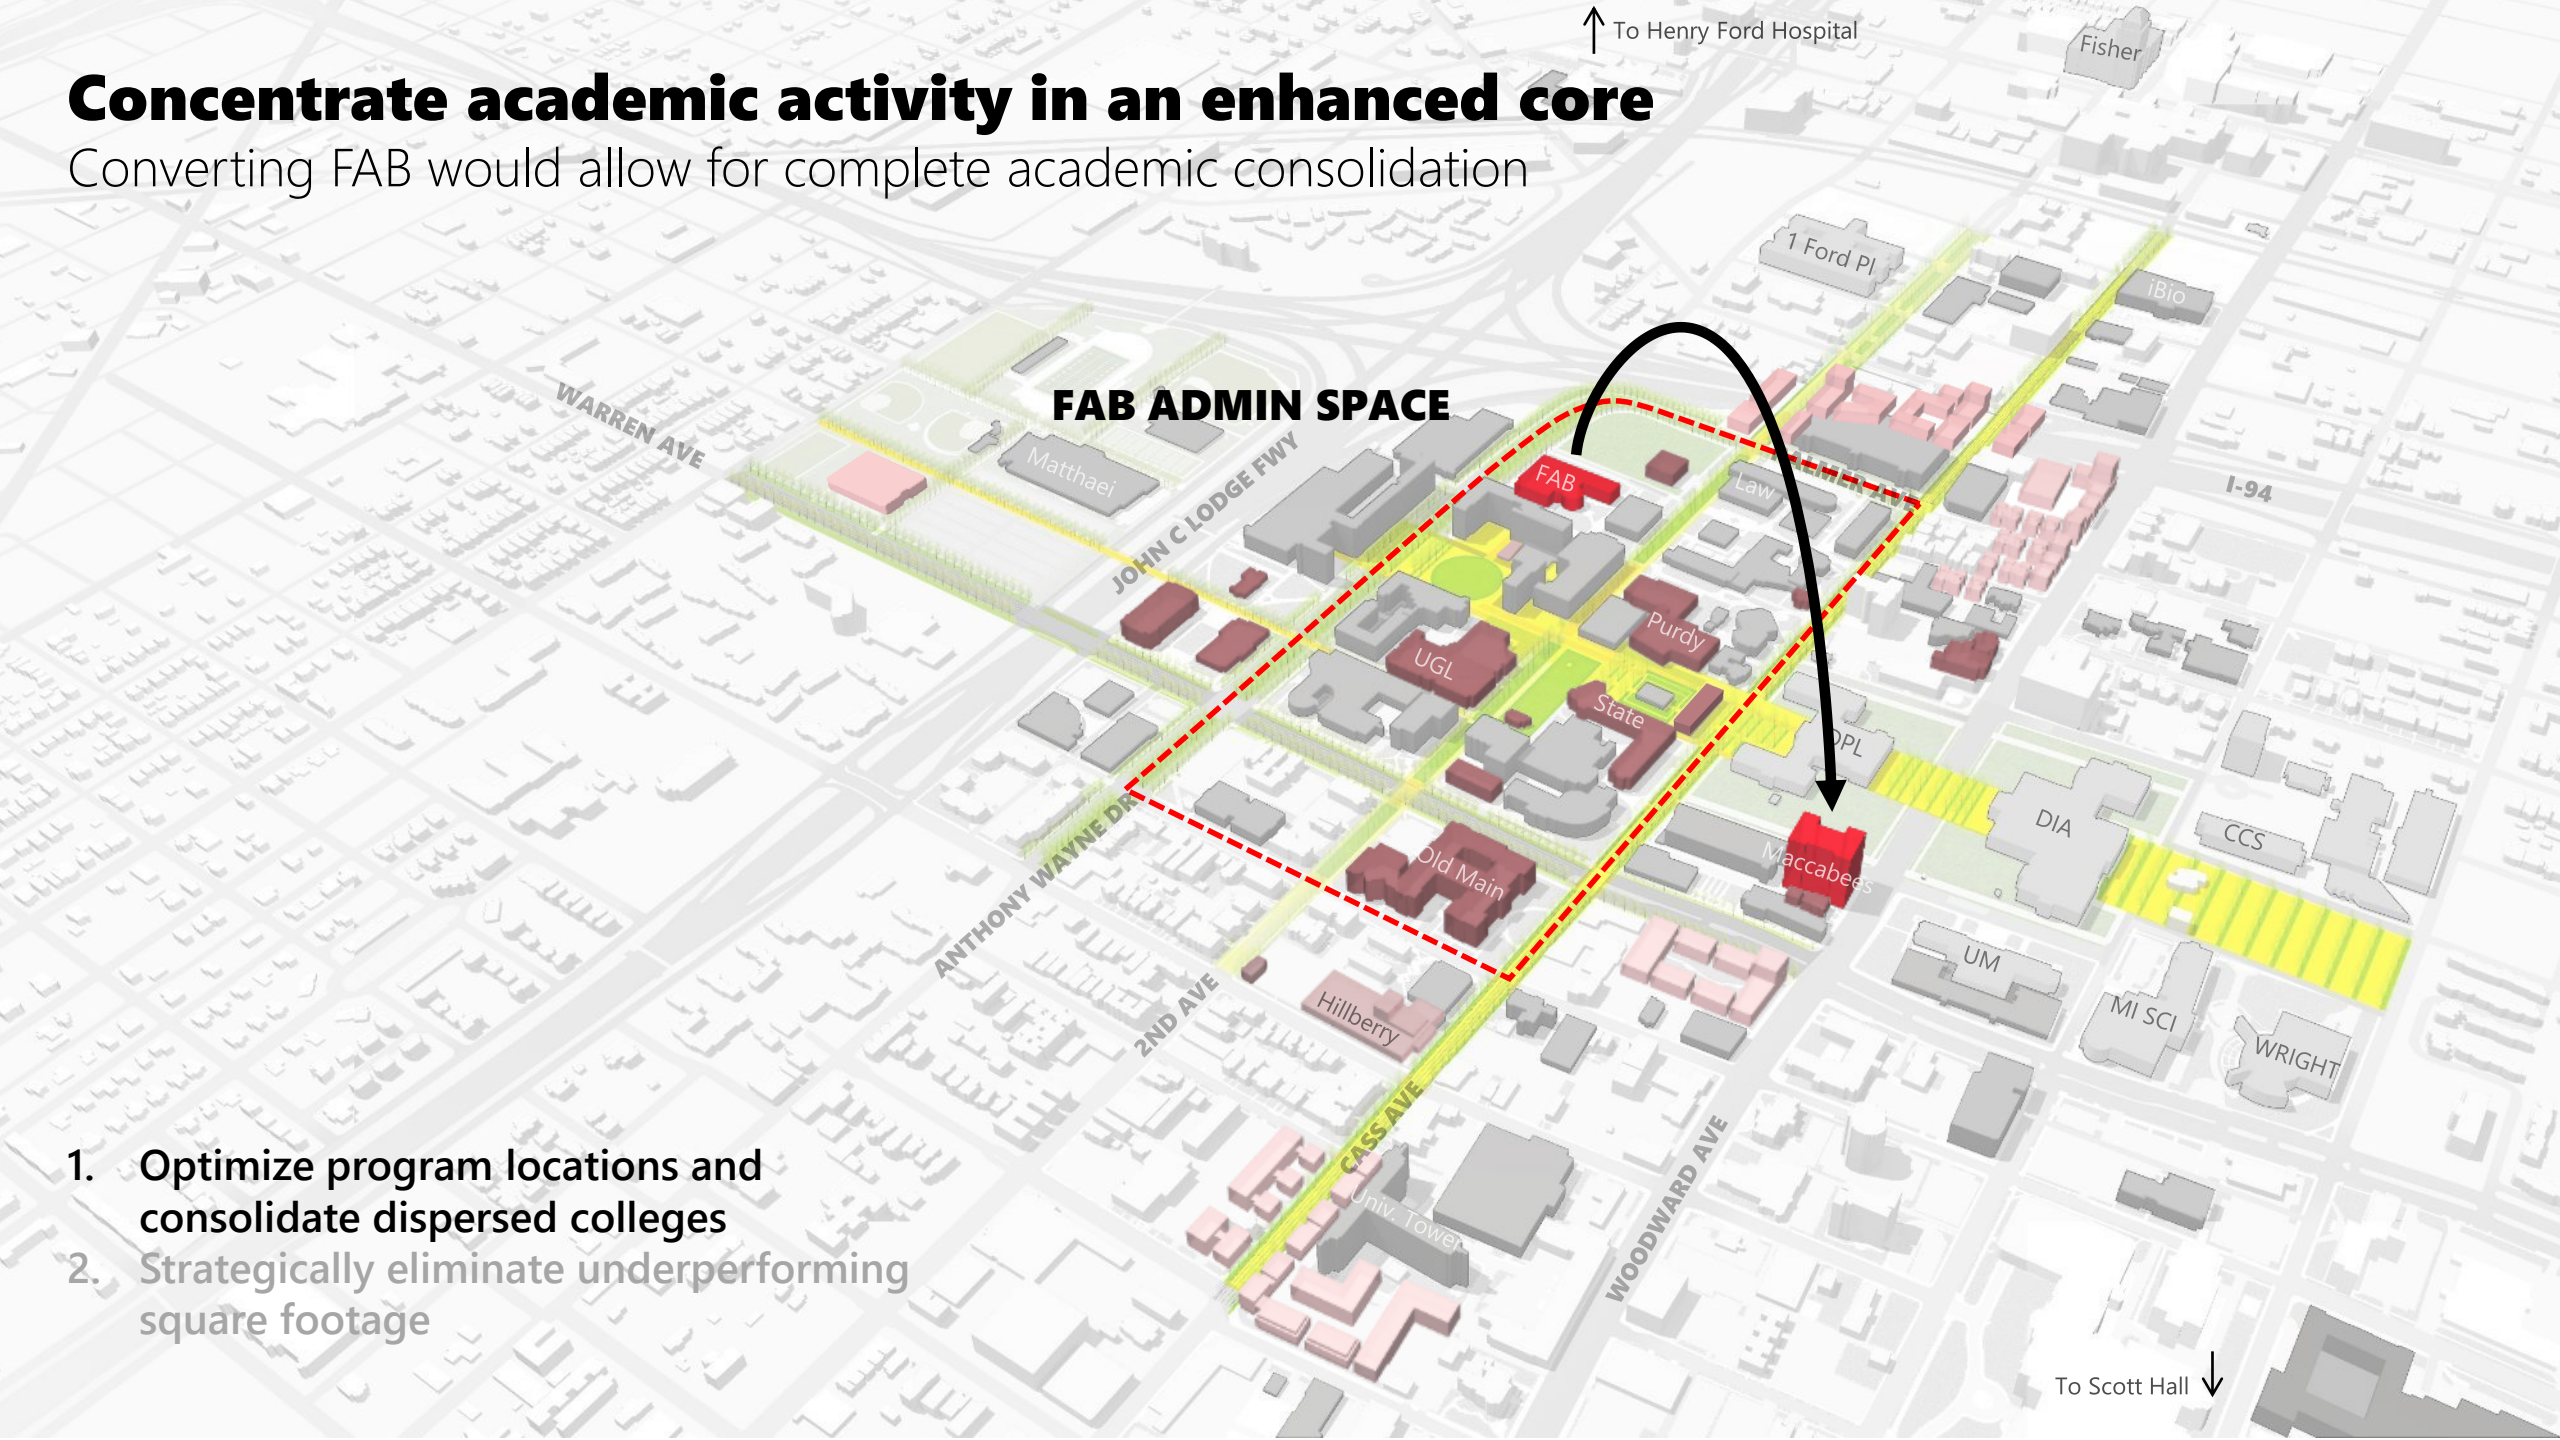 To Henry Ford Hospital
Fisher
Concentrate academic activity in an enhanced core
Converting FAB would allow for complete academic consolidation
1 Ford Pl
iBio
WARREN AVE
FAB ADMIN SPACE
Matthaei
JOHN C LODGE FWY
FAB
Law
PALMER AVE
I-94
Purdy
UGL
State
DPL
DIA
CCS
Maccabees
Old Main
ANTHONY WAYNE DR
UM
MI SCI
WRIGHT
2ND AVE
Hillberry
CASS AVE
Univ. Tower
WOODWARD AVE
1. Optimize program locations and
consolidate dispersed colleges
2. Strategically eliminate underperforming
square footage
To Scott Hall